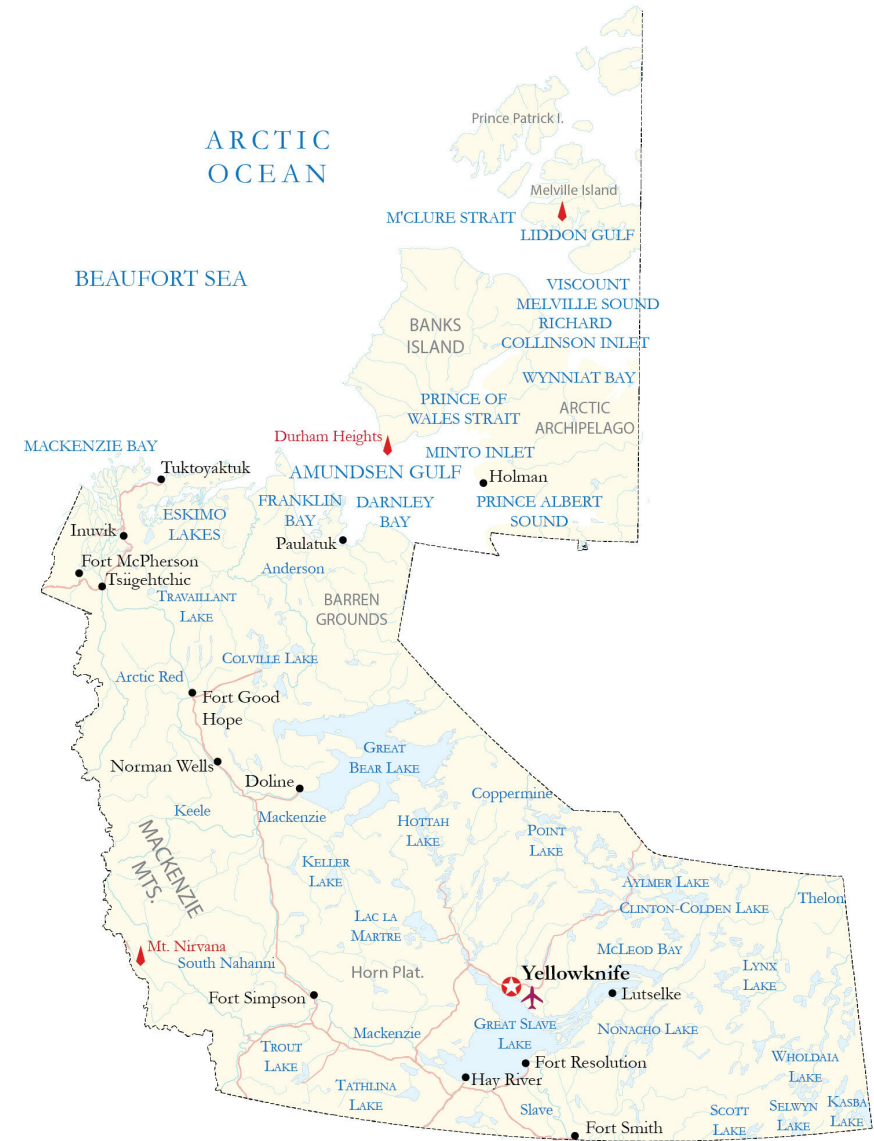 Prince Patrick I.
ARCTIC
OCEAN
Melville Island
M'CLURE STRAIT
LIDDON GULF
BEAUFORT SEA
VISCOUNT
MELVILLE SOUND
RICHARD
COLLINSON INLET
BANKS
ISLAND
WYNNIAT BAY
PRINCE OF
WALES STRAIT
ARCTIC
ARCHIPELAGO
Durham Heights
MACKENZIE BAY
MINTO INLET
Tuktoyaktuk
AMUNDSEN GULF
Holman
FRANKLIN
BAY
DARNLEY
BAY
PRINCE ALBERT
SOUND
ESKIMO
LAKES
Inuvik
Paulatuk
Fort McPherson
Anderson
Tsiigehtchic
TRAVAILLANT
LAKE
BARREN
GROUNDS
COLVILLE LAKE
Arctic Red
Fort Good
Hope
GREAT
BEAR LAKE
Norman Wells
Doline
Coppermine
Keele
Mackenzie
HOTTAH
LAKE
POINT
LAKE
MACKENZIE
MTS.
KELLER
LAKE
AYLMER LAKE
Thelon
CLINTON-COLDEN LAKE
LAC LA
MARTRE
Mt. Nirvana
McLEOD BAY
South Nahanni
Horn Plat.
Yellowknife
LYNX
LAKE
Fort Simpson
Lutselke
GREAT SLAVE
LAKE
NONACHO LAKE
Mackenzie
TROUT
LAKE
Fort Resolution
WHOLDAIA
LAKE
Hay River
TATHLINA
LAKE
Slave
SCOTT
LAKE
SELWYN
LAKE
KASBA
LAKE
Fort Smith